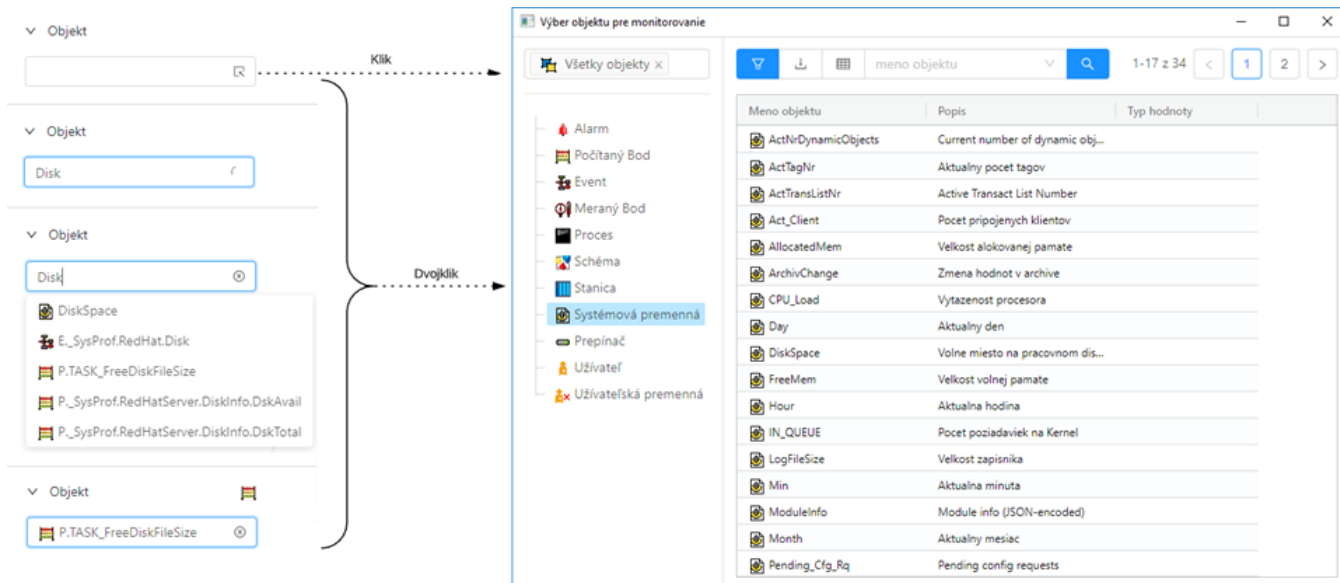 Objekt
Klik
Objekt
Disk
Objekt
Disk
DiskSpace
E._SysProf.RedHat.Disk
P.TASK_FreeDiskFileSize
P._SysProf.RedHatServer.DiskInfo.DskAvail
P._SysProf.RedHatServer.DiskInfo.DskTotal
Dvojklik
Objekt
P.TASK_FreeDiskFileSize
Výber objektu pre monitorovanie
Všetky objekty ×
meno objektu
1-17 z 34 < 1 2 >
Alarm
Počítaný Bod
Event
Meraný Bod
Proces
Schéma
Stanica
Systémová premenná
Prepínač
Užívateľ
Užívateľská premenná
Meno objektu Popis Typ hodnoty
ActNrDynamicObjects Current number of dynamic obj...
ActTagNr Aktualny pocet tagov
ActTransListNr Active Transact List Number
Act_Client Pocet pripojenych klientov
AllocatedMem Velkost alokovanej pamate
ArchivChange Zmena hodnot v archive
CPU_Load Vytazenost procesora
Day Aktualny den
DiskSpace Volne miesto na pracovnom dis...
FreeMem Velkost volnej pamate
Hour Aktualna hodina
IN_QUEUE Pocet poziadaviek na Kernel
LogFileSize Velkost zapisnika
Min Aktualna minuta
ModuleInfo Module info (JSON-encoded)
Month Aktualny mesiac
Pending_Cfg_Rq Pending config requests